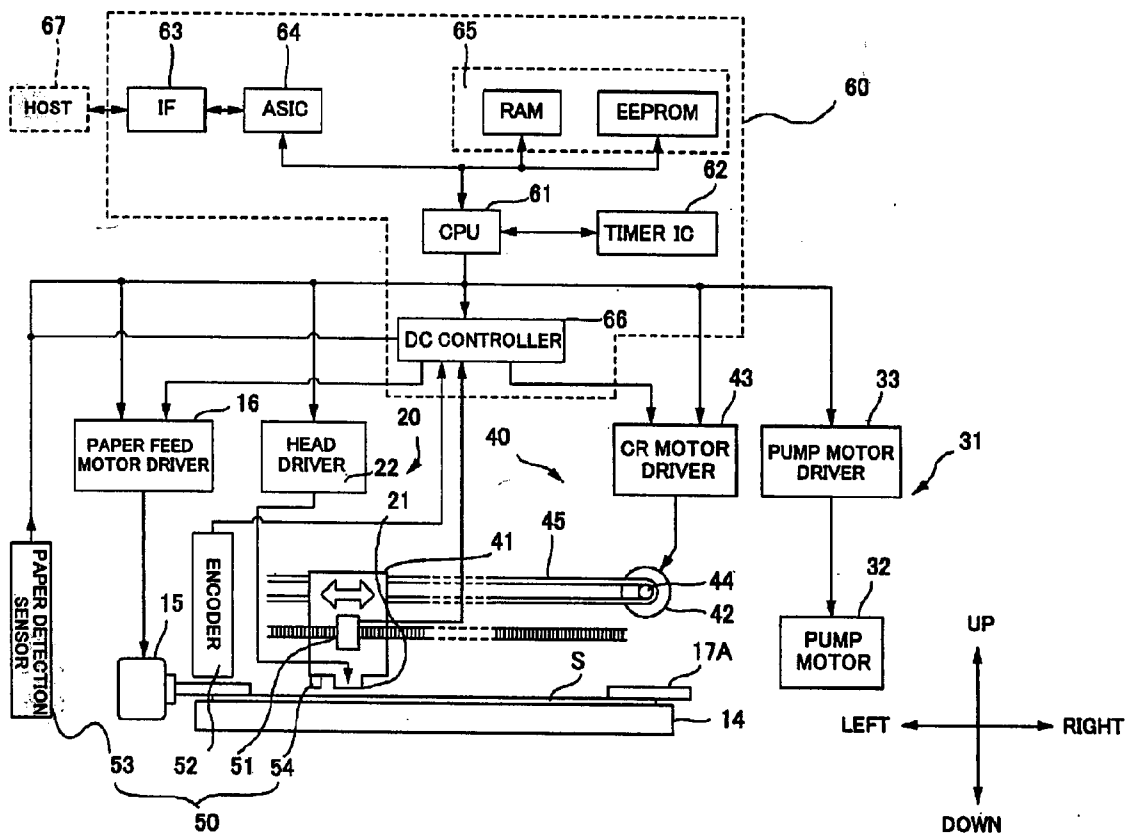 67
63
64
65
60
HOST
IF
ASIC
RAM
EEPROM
61
62
CPU
TIMER IC
66
DC CONTROLLER
16
20
43
33
PAPER FEED
MOTOR DRIVER
HEAD
DRIVER
22
40
CR MOTOR
DRIVER
PUMP MOTOR
DRIVER
31
21
41
45
PAPER DETECTION
SENSOR
15
ENCODER
44
42
32
PUMP
MOTOR
UP
S
17A
14
LEFT
RIGHT
53
52
51
54
50
DOWN